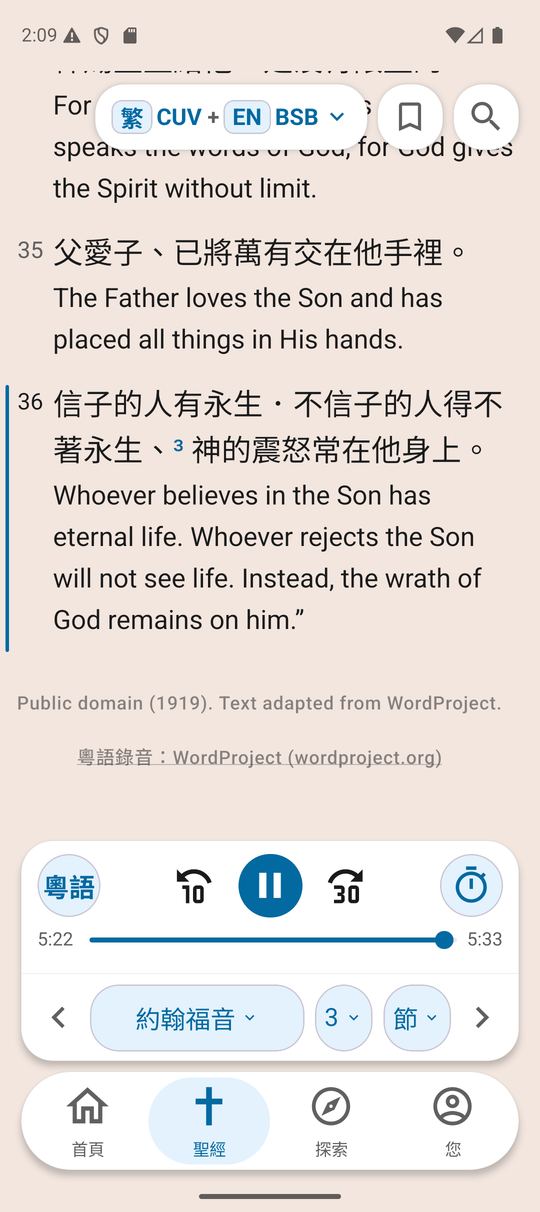 2:09
繁 CUV + EN BSB
For
speaks the words of God, for God gives
the Spirit without limit.
35 父愛子、已將萬有交在他手裡。
The Father loves the Son and has
placed all things in His hands.
36 信子的人有永生．不信子的人得不
著永生、3 神的震怒常在他身上。
Whoever believes in the Son has
eternal life. Whoever rejects the Son
will not see life. Instead, the wrath of
God remains on him.”
Public domain (1919). Text adapted from WordProject.
粵語錄音：WordProject (wordproject.org)
粵語 10 30
5:22 5:33
約翰福音 3 節
首頁 聖經 探索 您